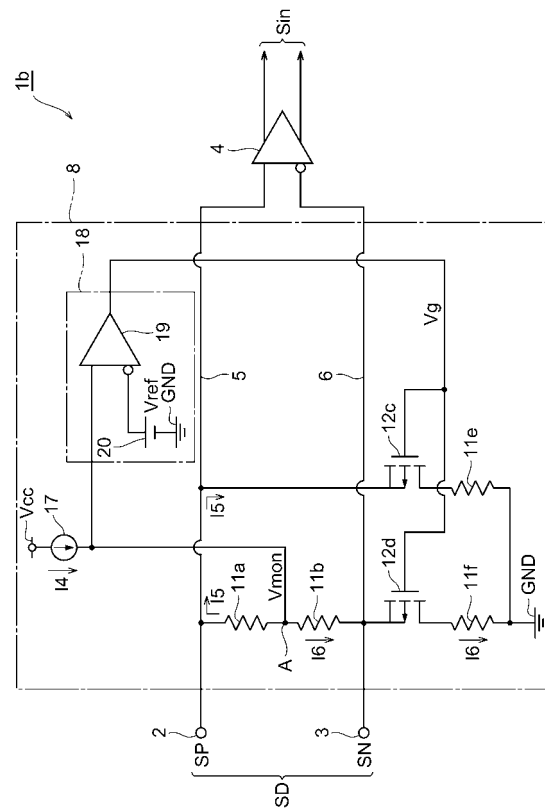 1b
8
18
Vcc
17
I4
19
20
Vref
GND
4
Sin
5
I5
I5
11a
Vmon
A
11b
I6
6
2
SP
SD
3
SN
12c
12d
Vg
11e
11f
I6
GND